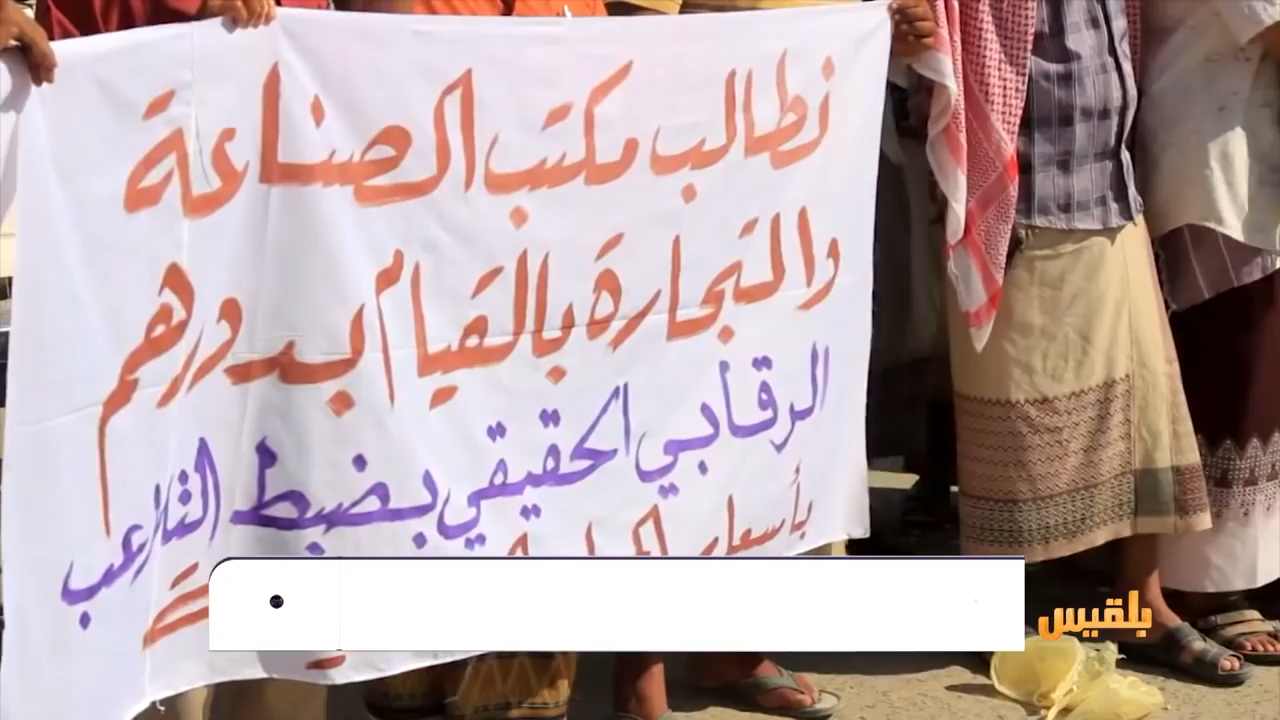 نطالب مكتب الصناعة
والتجارة بالقيام بدورهم
الرقابي الحقيقي بضبط التلاعب
بأسعار
بلقيس